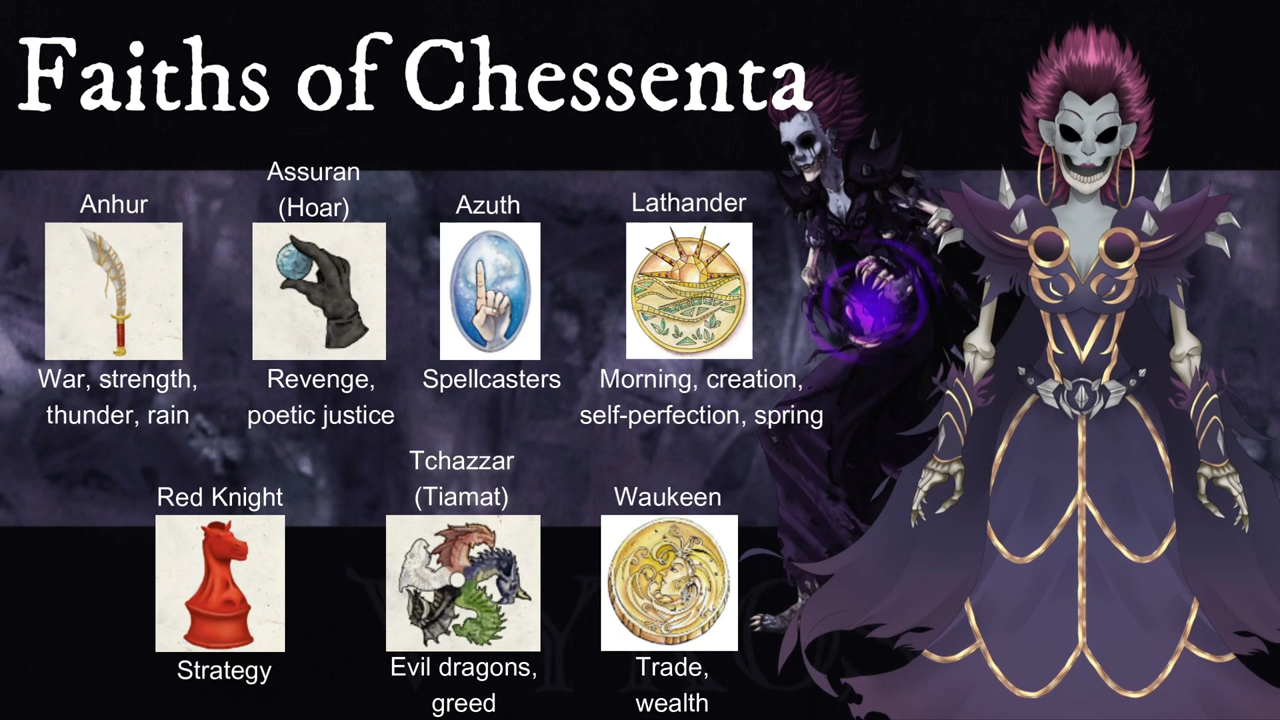 Faiths of Chessenta
Anhur
Assuran
(Hoar)
Azuth
Lathander
War, strength,
thunder, rain
Revenge,
poetic justice
Spellcasters
Morning, creation,
self-perfection, spring
Red Knight
Tchazzar
(Tiamat)
Waukeen
Strategy
Evil dragons,
greed
Trade,
wealth